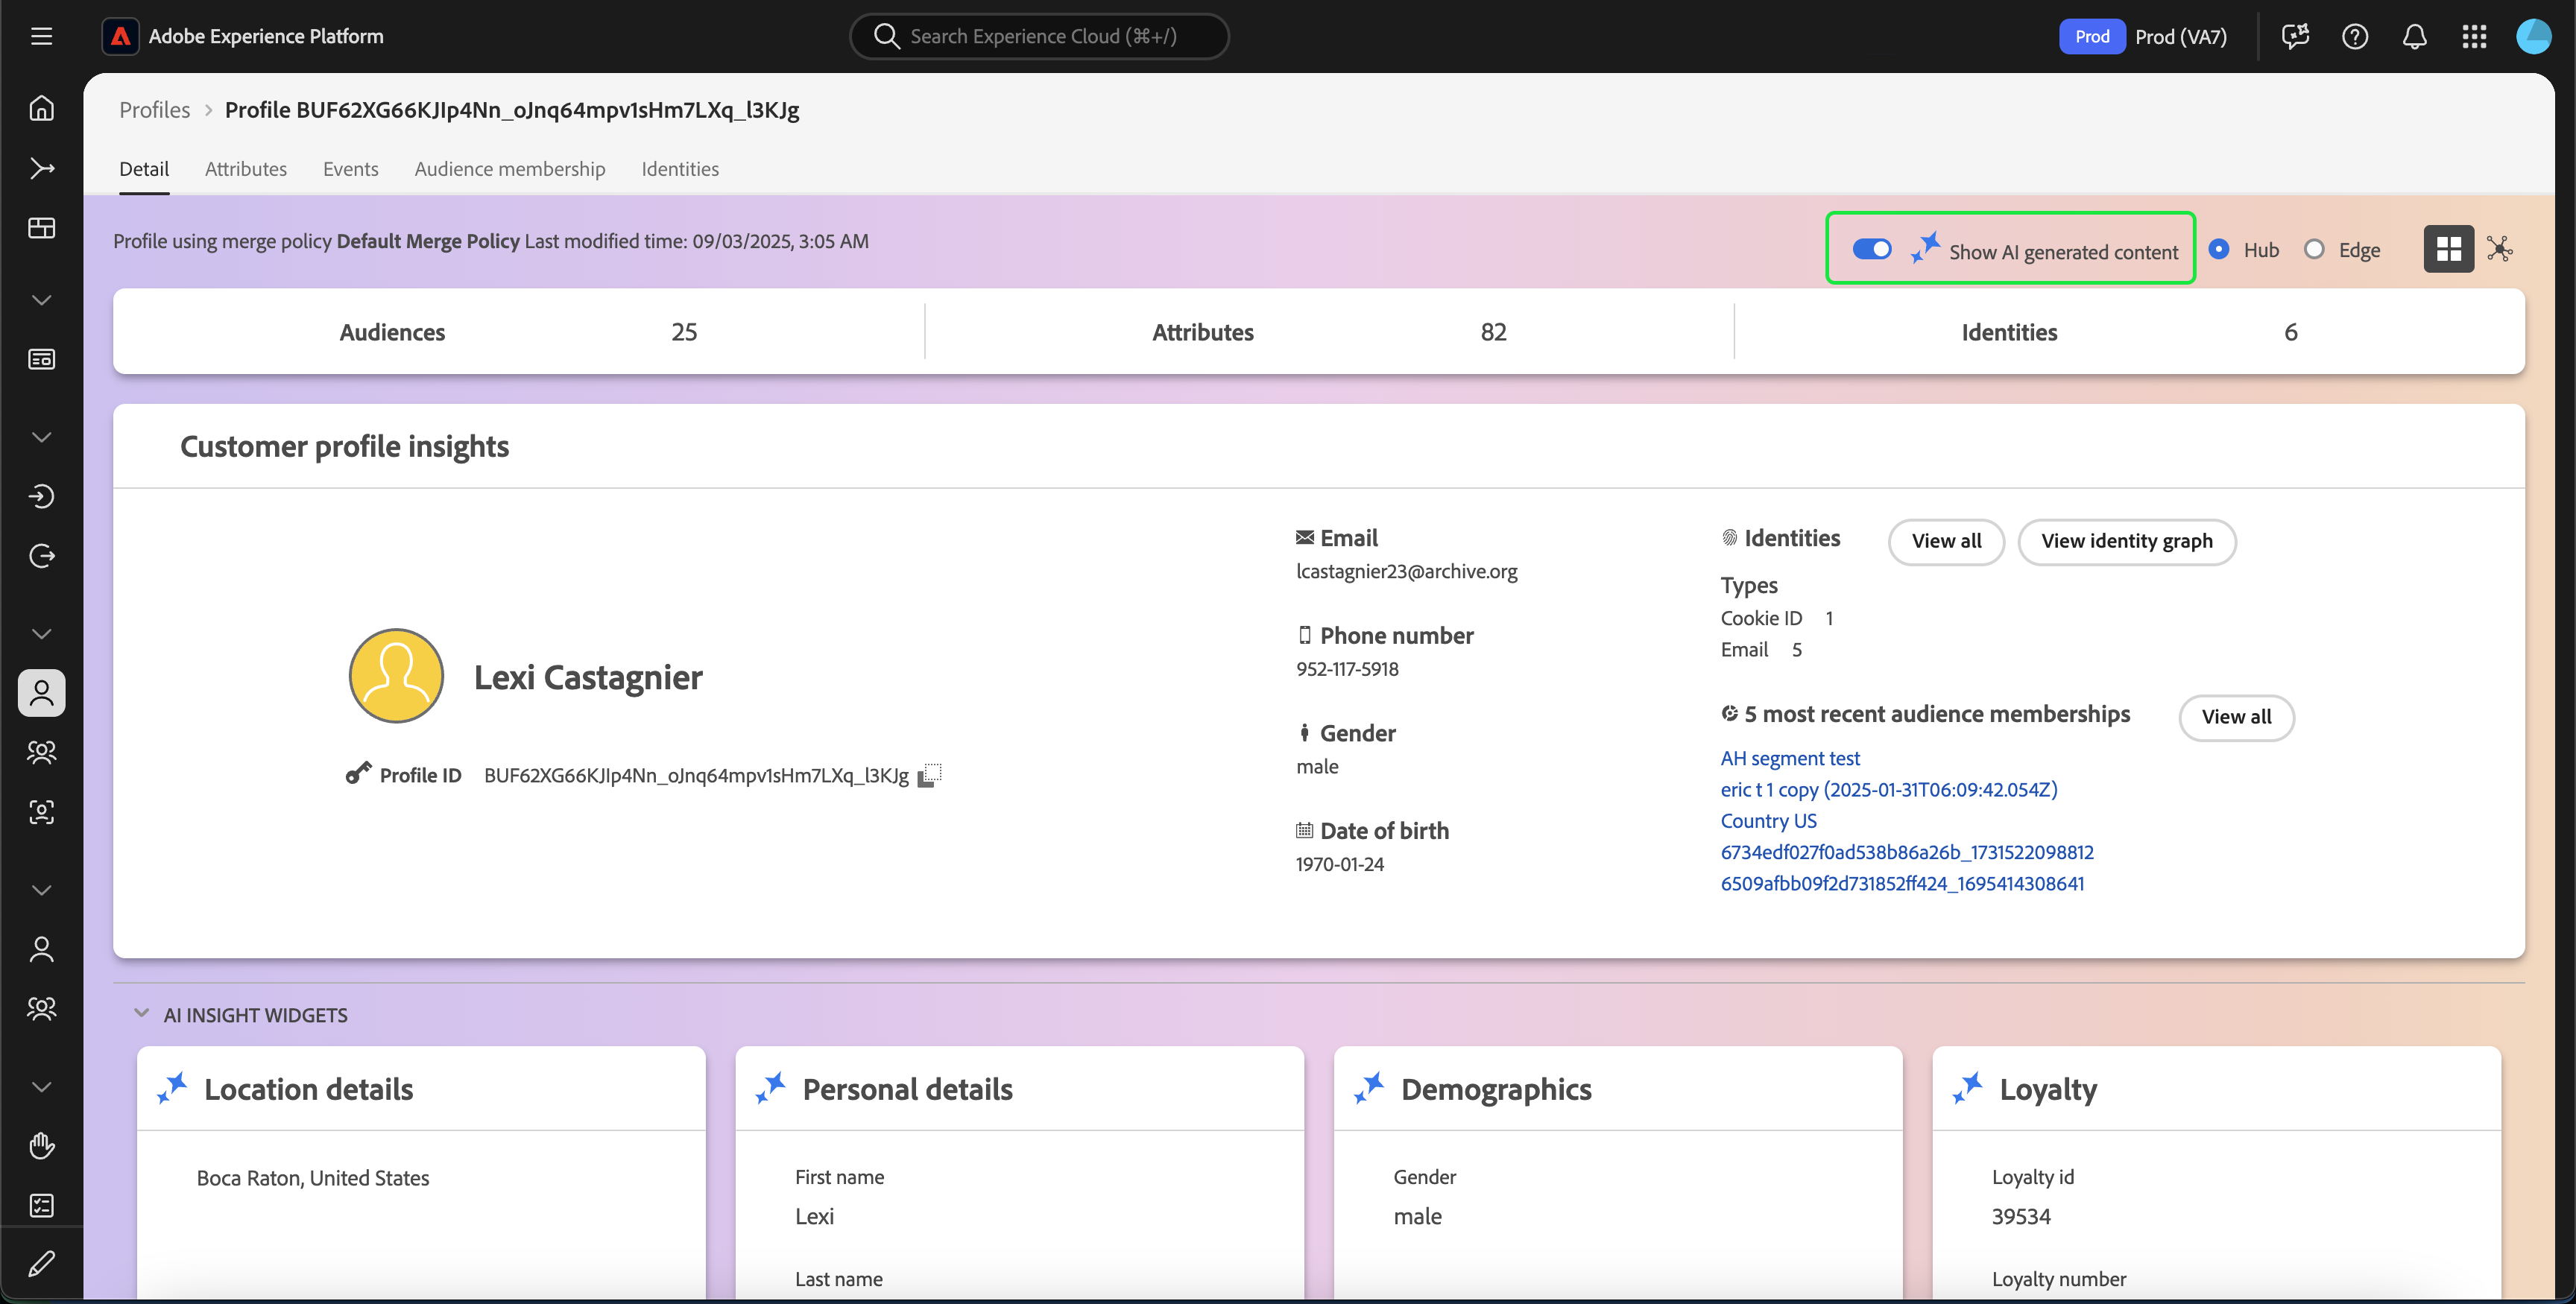 Adobe Experience Platform
Search Experience Cloud (⌘+/)
Prod
Prod (VA7)
Profiles
Profile BUF62XG66KJIp4Nn_oJnq64mpv1sHm7LXq_l3KJg
Detail
Attributes
Events
Audience membership
Identities
Profile using merge policy Default Merge Policy Last modified time: 09/03/2025, 3:05 AM
Show AI generated content
Hub
Edge
Audiences 25
Attributes 82
Identities 6
Customer profile insights
Lexi Castagnier
Profile ID BUF62XG66KJIp4Nn_oJnq64mpv1sHm7LXq_l3KJg
Email
lcastagnier23@archive.org
Phone number
952-117-5918
Gender
male
Date of birth
1970-01-24
Identities
View all
View identity graph
Types
Cookie ID 1
Email 5
5 most recent audience memberships
View all
AH segment test
eric t 1 copy (2025-01-31T06:09:42.054Z)
Country US
6734edf027f0ad538b86a26b_1731522098812
6509afbb09f2d731852ff424_1695414308641
AI INSIGHT WIDGETS
Location details
Boca Raton, United States
Personal details
First name
Lexi
Last name
Demographics
Gender
male
Loyalty
Loyalty id
39534
Loyalty number